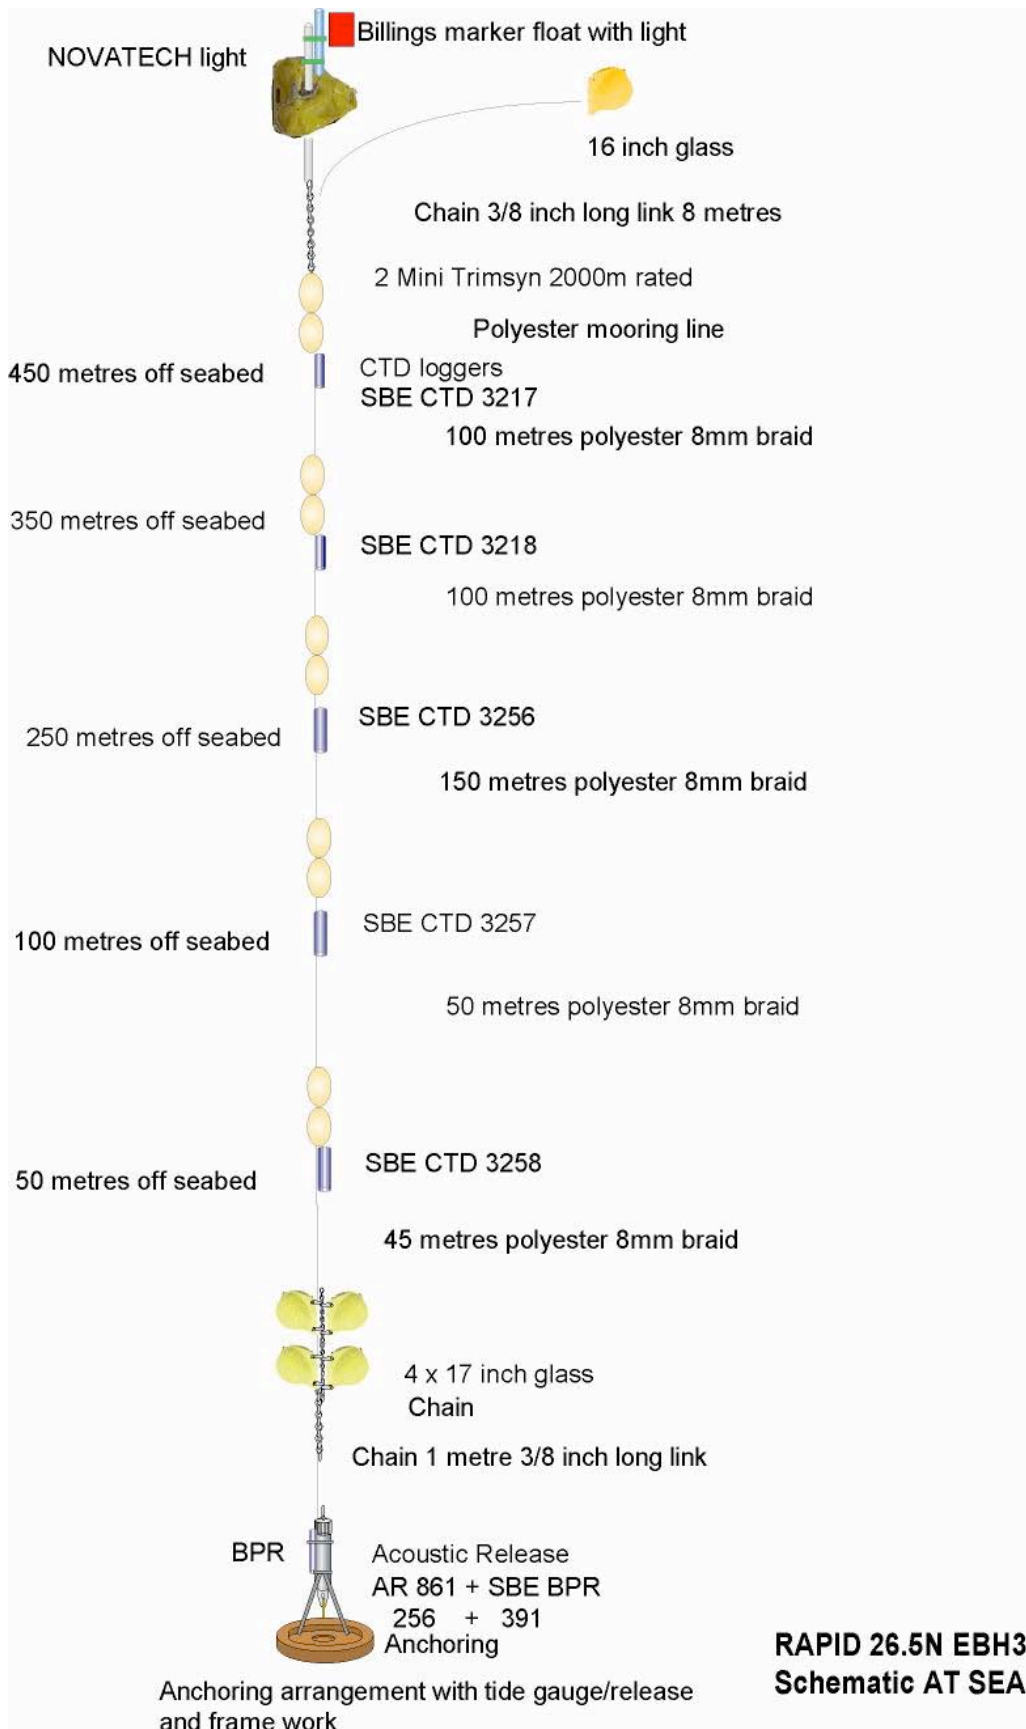 Billings marker float with light
NOVATECH light
16 inch glass
Chain 3/8 inch long link 8 metres
2 Mini Trimsyn 2000m rated
Polyester mooring line
450 metres off seabed
CTD loggers
SBE CTD 3217
100 metres polyester 8mm braid
350 metres off seabed
SBE CTD 3218
100 metres polyester 8mm braid
SBE CTD 3256
250 metres off seabed
150 metres polyester 8mm braid
SBE CTD 3257
100 metres off seabed
50 metres polyester 8mm braid
SBE CTD 3258
50 metres off seabed
45 metres polyester 8mm braid
4 x 17 inch glass
Chain
Chain 1 metre 3/8 inch long link
BPR
Acoustic Release
AR 861 + SBE BPR
256 + 391
Anchoring
RAPID 26.5N EBH3
Schematic AT SEA
Anchoring arrangement with tide gauge/release
and frame work